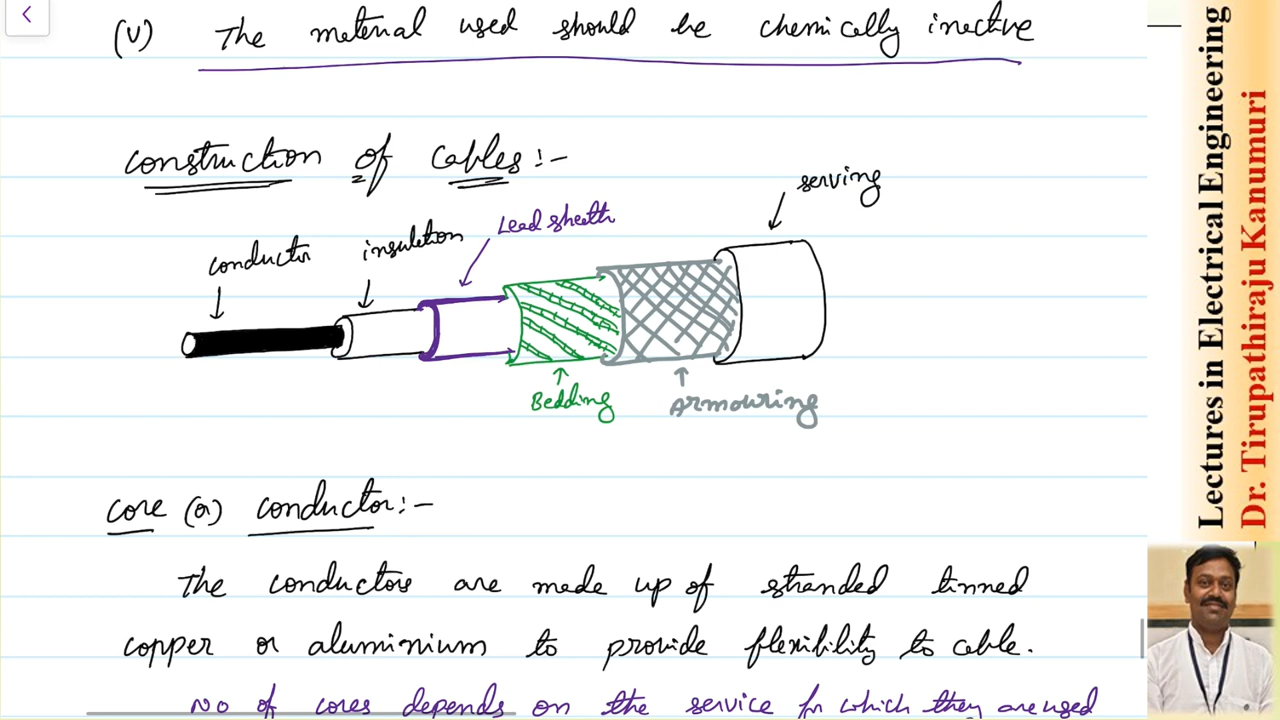 (v) The material used should be chemically inactive
construction of cables:-
serving
Lead sheath
insulation
conductor
Bedding
Armouring
core (or) conductor:-
The conductors are made up of stranded tinned
copper or aluminium to provide flexibility to cable.
No of cores depends on the service for which they are used
Lectures in Electrical Engineering
Dr. Tirupathiraju Kanumuri